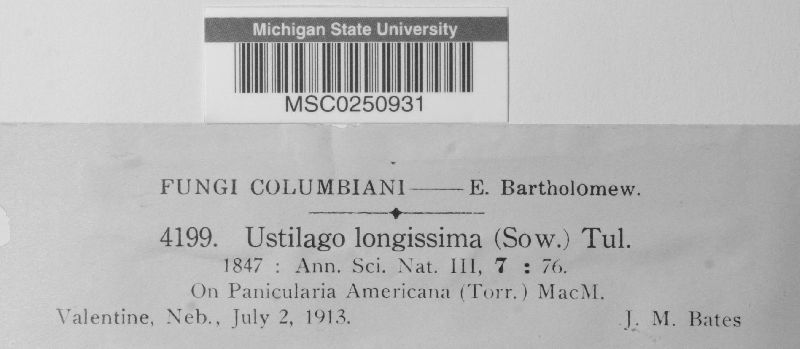 Michigan State University
MSC0250931
FUNGI COLUMBIANI—E. Bartholomew.
4199. Ustilago longissima (Sow.) Tul.
1847 : Ann. Sci. Nat. III, 7 : 76.
On Panicularia Americana (Torr.) MacM.
Valentine, Neb., July 2, 1913. J. M. Bates